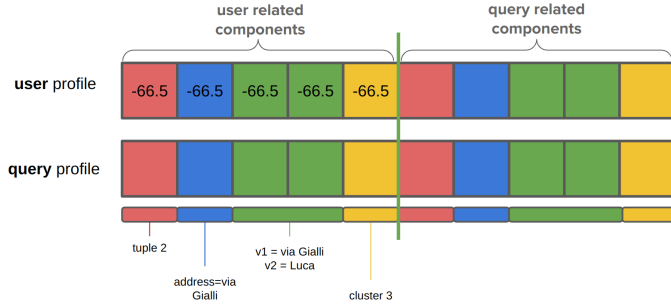 user related
components
query related
components
user profile
-66.5 -66.5 -66.5 -66.5 -66.5
query profile
tuple 2
address=via
Gialli
v1 = via Gialli
v2 = Luca
cluster 3